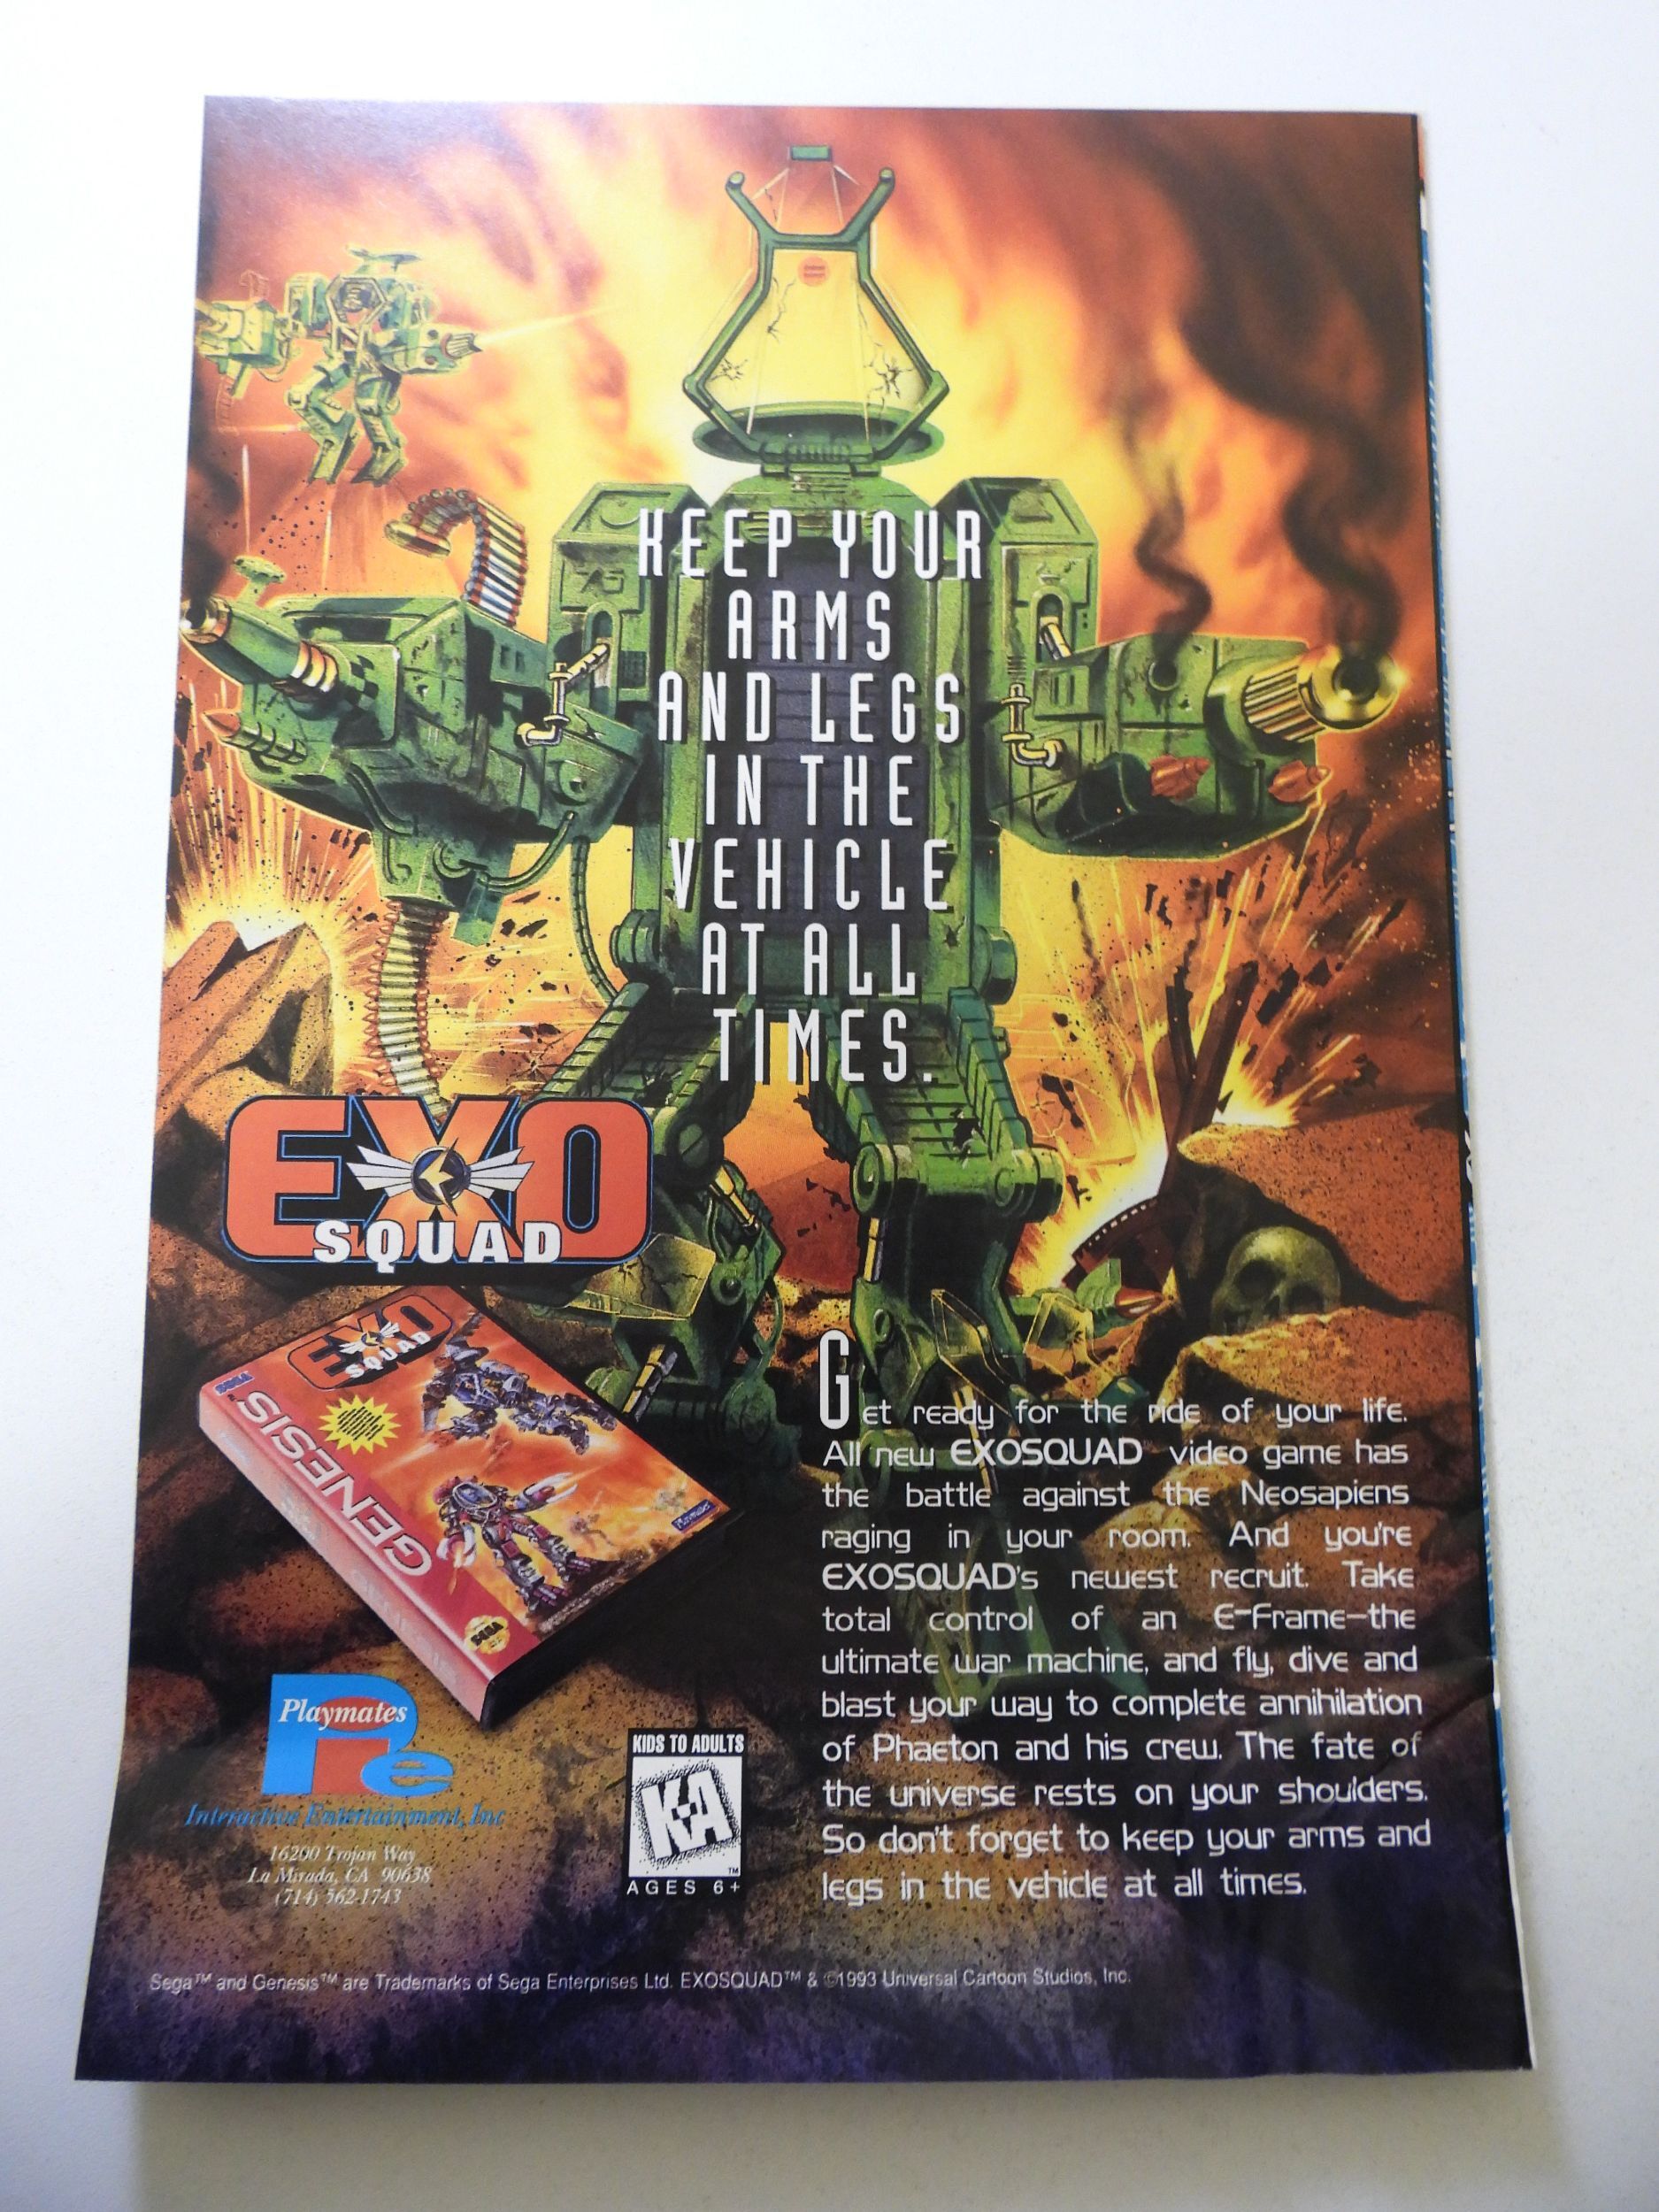 KEEP YOUR
ARMS
AND LEGS
IN THE
VEHICLE
AT ALL
TIMES.
EXO
SQUAD
EXO
SQUAD
SEGA
GENESIS
Playmates
SEGA
Get ready for the ride of your life.
All new EXOSQUAD video game has
the battle against the Neosapiens
raging in your room. And you're
EXOSQUAD's newest recruit. Take
total control of an E-Frame—the
ultimate war machine, and fly, dive and
blast your way to complete annihilation
of Phaeton and his crew. The fate of
the universe rests on your shoulders.
So don't forget to keep your arms and
legs in the vehicle at all times.
Playmates
Pie
Interactive Entertainment, Inc
16200 Trojan Way
La Mirada, CA 90638
(714) 562-1743
KIDS TO ADULTS
K-A
™
AGES 6+
Sega™ and Genesis™ are Trademarks of Sega Enterprises Ltd. EXOSQUAD™ & ©1993 Universal Cartoon Studios, Inc.